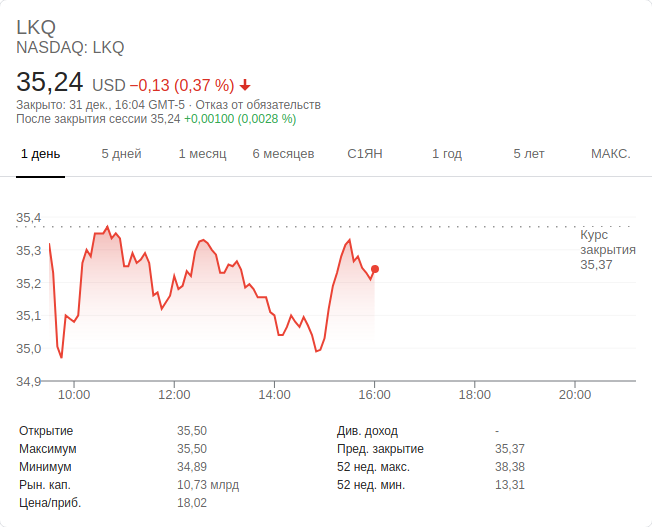 LKQ
NASDAQ: LKQ
35,24 USD −0,13 (0,37 %)
Закрыто: 31 дек., 16:04 GMT-5 · Отказ от обязательств
После закрытия сессии 35,24 +0,00100 (0,0028 %)
1 день 5 дней 1 месяц 6 месяцев С1ЯН 1 год 5 лет МАКС.
35,4
Курс
35,3 закрытия
35,37
35,2
35,1
35,0
34,9
10:00 12:00 14:00 16:00 18:00 20:00
Открытие 35,50 Див. доход -
Максимум 35,50 Пред. закрытие 35,37
Минимум 34,89 52 нед. макс. 38,38
Рын. кап. 10,73 млрд 52 нед. мин. 13,31
Цена/приб. 18,02